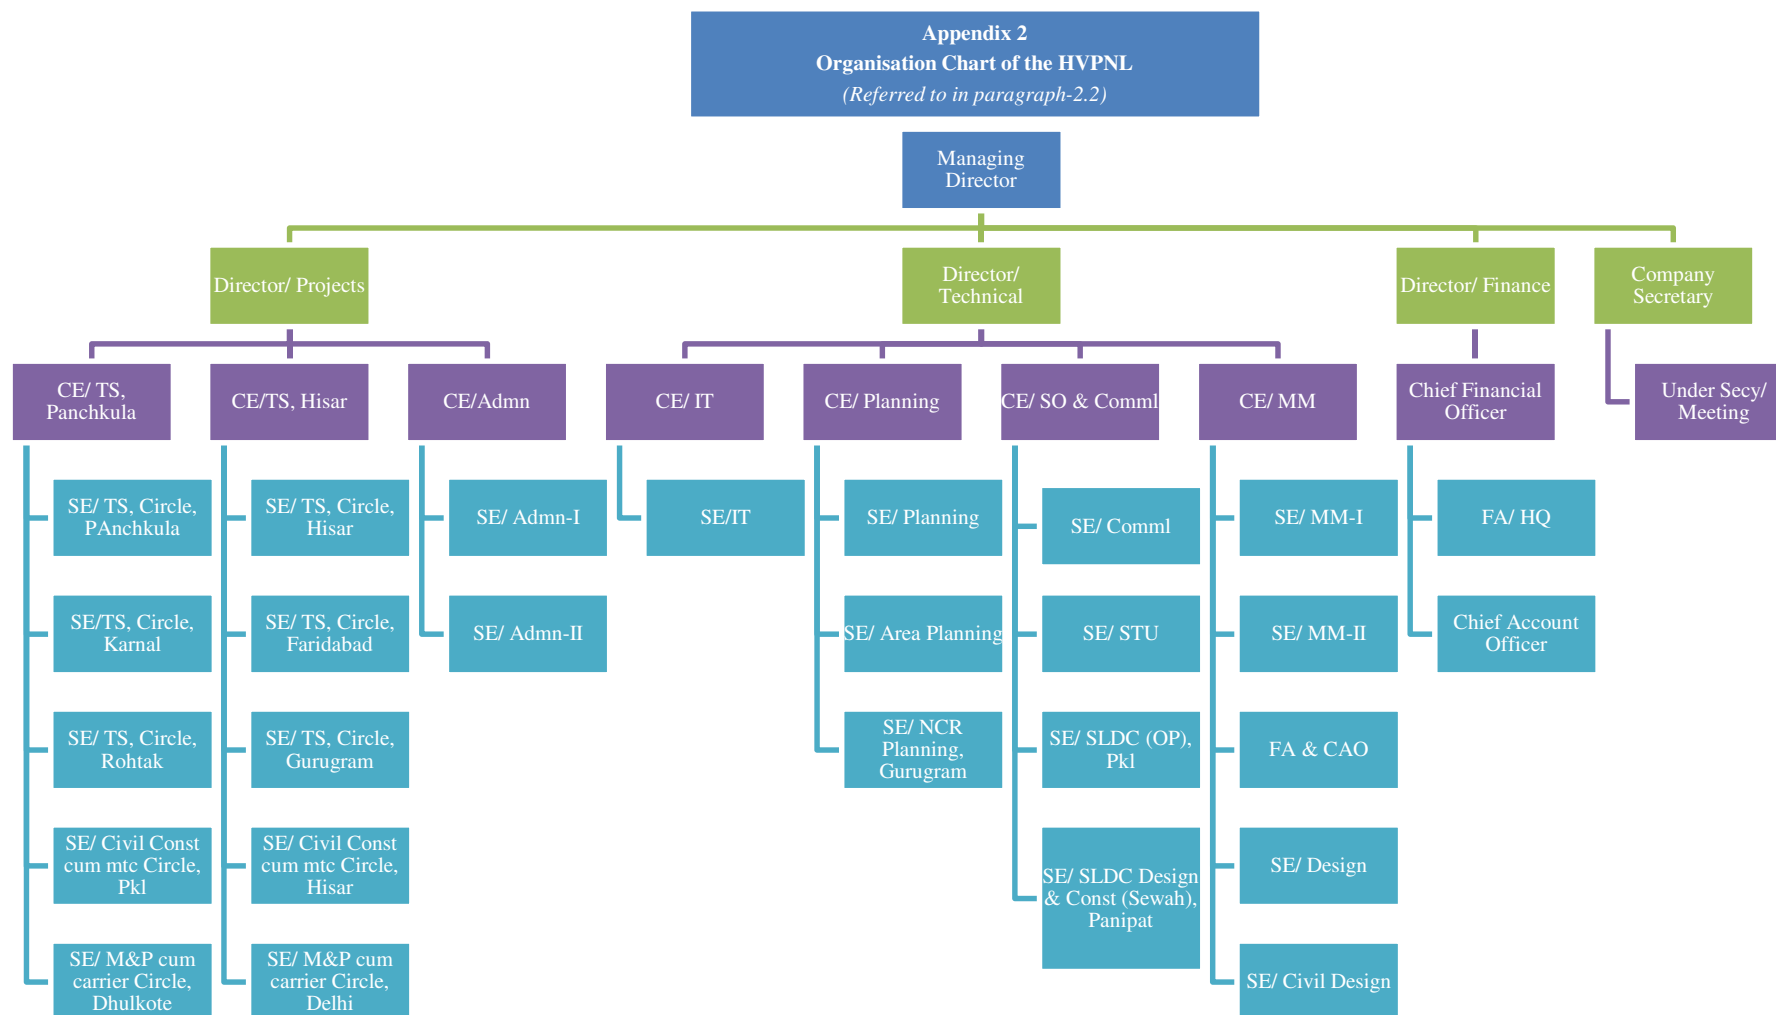 Appendix 2
Organisation Chart of the HVPNL
(Referred to in paragraph-2.2)
Managing
Director
Director/ Projects
Director/
Technical
Director/ Finance
Company
Secretary
CE/ TS,
Panchkula
CE/TS, Hisar
CE/Admn
CE/ IT
CE/ Planning
CE/ SO & Comml
CE/ MM
Chief Financial
Officer
Under Secy/
Meeting
SE/ TS, Circle,
PAnchkula
SE/ TS, Circle,
Hisar
SE/ Admn-I
SE/IT
SE/ Planning
SE/ Comml
SE/ MM-I
FA/ HQ
SE/TS, Circle,
Karnal
SE/ TS, Circle,
Faridabad
SE/ Admn-II
SE/ Area Planning
SE/ STU
SE/ MM-II
Chief Account
Officer
SE/ TS, Circle,
Rohtak
SE/ TS, Circle,
Gurugram
SE/ NCR
Planning,
Gurugram
SE/ SLDC (OP),
Pkl
FA & CAO
SE/ Civil Const
cum mtc Circle,
Pkl
SE/ Civil Const
cum mtc Circle,
Hisar
SE/ SLDC Design
& Const (Sewah),
Panipat
SE/ Design
SE/ M&P cum
carrier Circle,
Dhulkote
SE/ M&P cum
carrier Circle,
Delhi
SE/ Civil Design